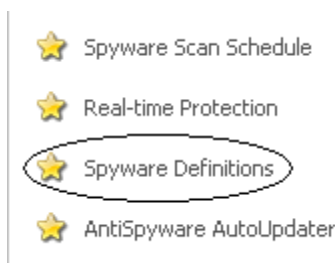 Spyware Scan Schedule
Real-time Protection
Spyware Definitions
AntiSpyware AutoUpdater